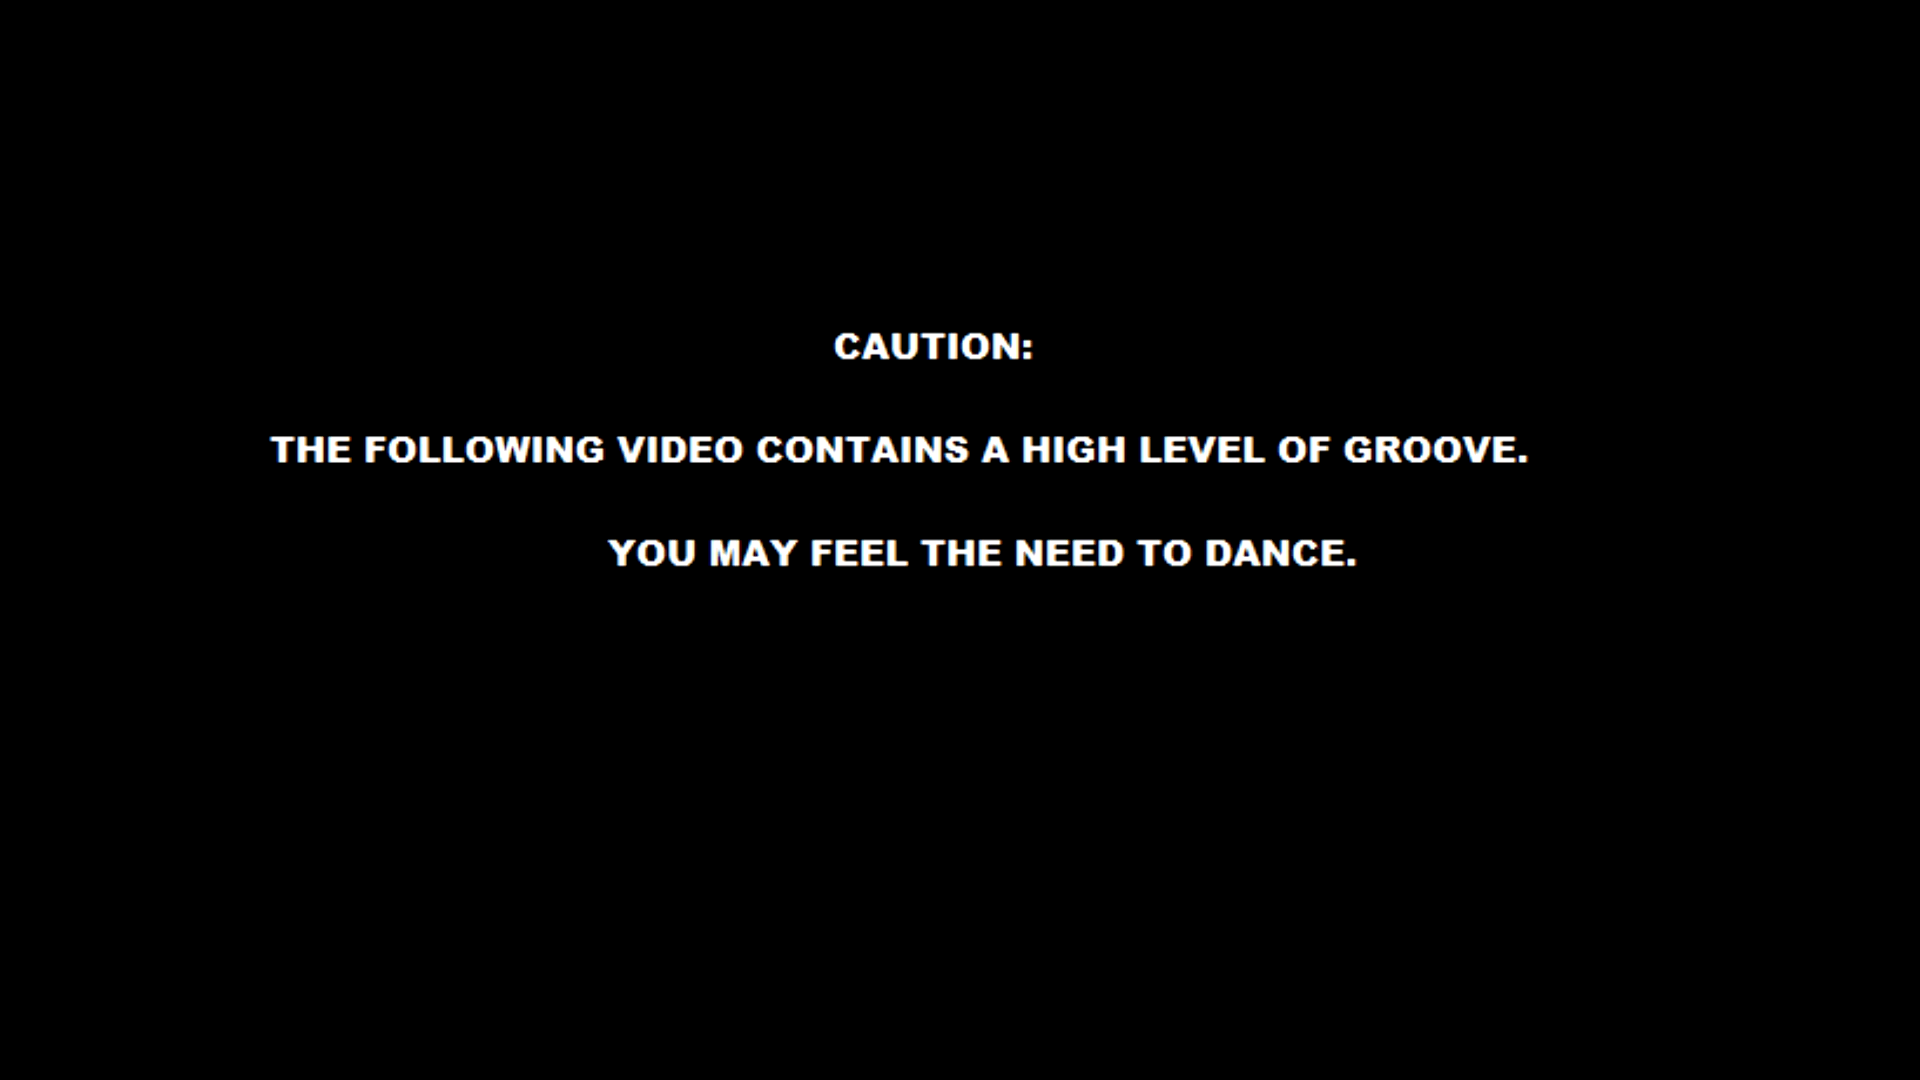 CAUTION:
THE FOLLOWING VIDEO CONTAINS A HIGH LEVEL OF GROOVE.
YOU MAY FEEL THE NEED TO DANCE.